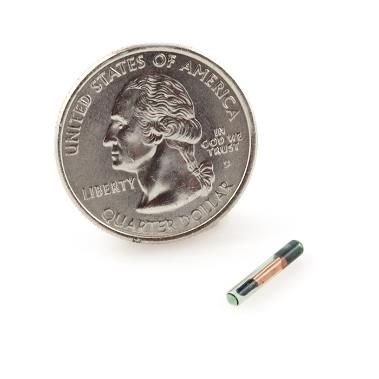 UNITED STATES OF AMERICA
LIBERTY
IN
GOD WE
TRUST
D
QUARTER DOLLAR